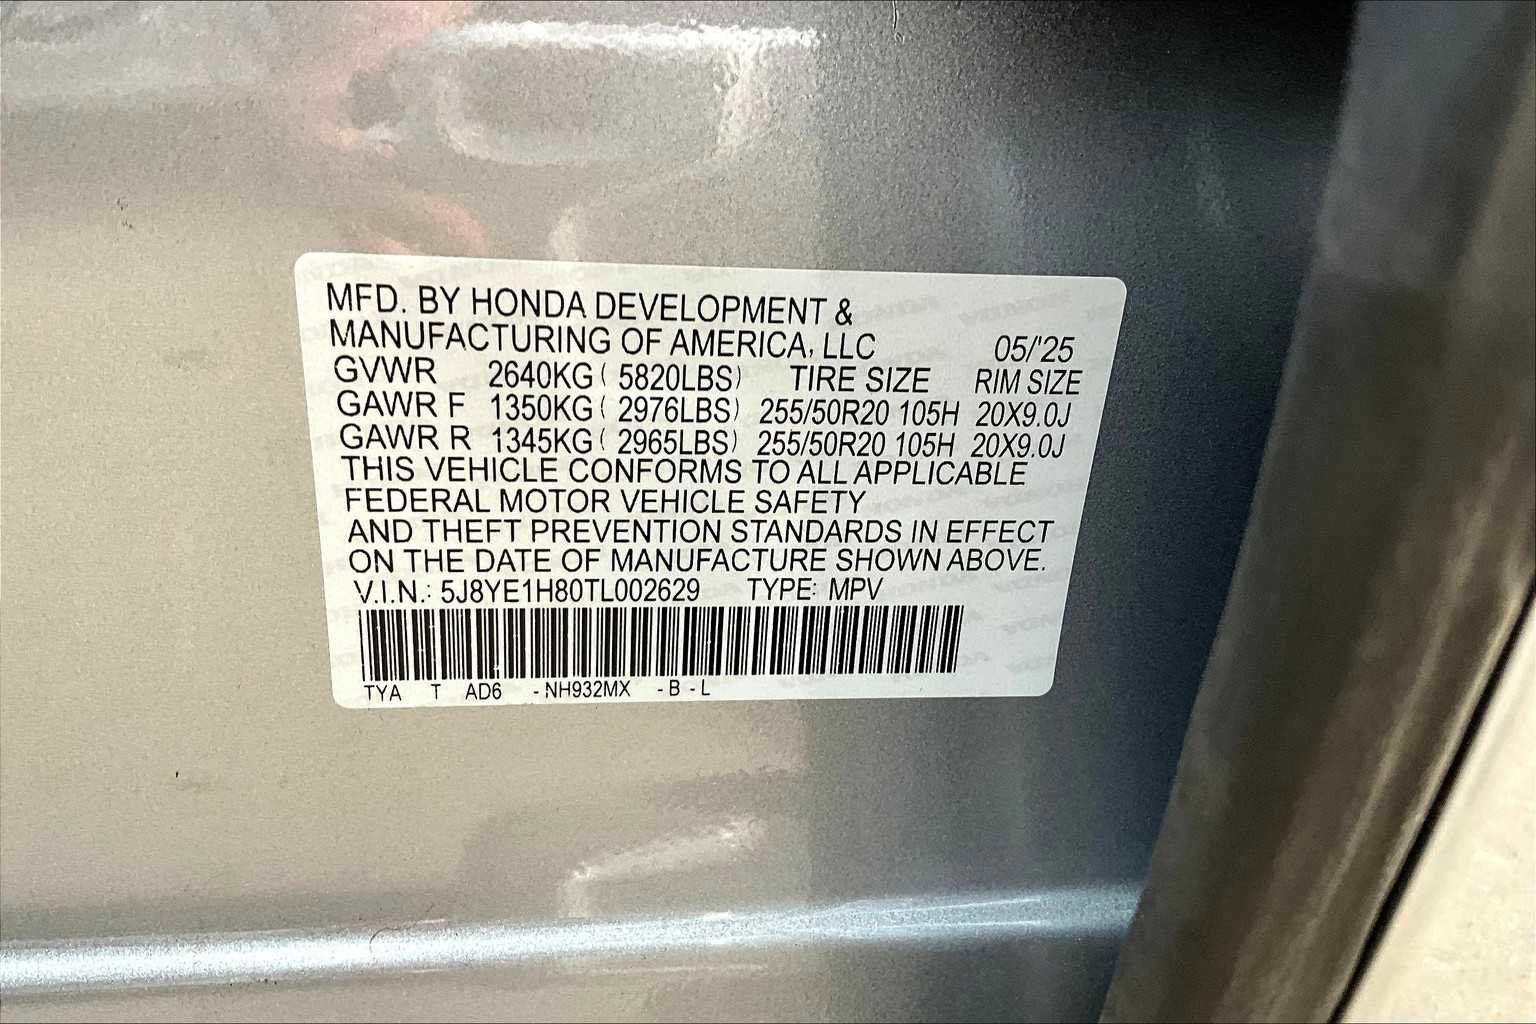 MFD. BY HONDA DEVELOPMENT &
MANUFACTURING OF AMERICA, LLC 05/'25
GVWR 2640KG ( 5820LBS) TIRE SIZE RIM SIZE
GAWR F 1350KG ( 2976LBS) 255/50R20 105H 20X9.0J
GAWR R 1345KG ( 2965LBS) 255/50R20 105H 20X9.0J
THIS VEHICLE CONFORMS TO ALL APPLICABLE
FEDERAL MOTOR VEHICLE SAFETY
AND THEFT PREVENTION STANDARDS IN EFFECT
ON THE DATE OF MANUFACTURE SHOWN ABOVE.
V.I.N.: 5J8YE1H80TL002629 TYPE: MPV
TYA T AD6 -NH932MX -B -L